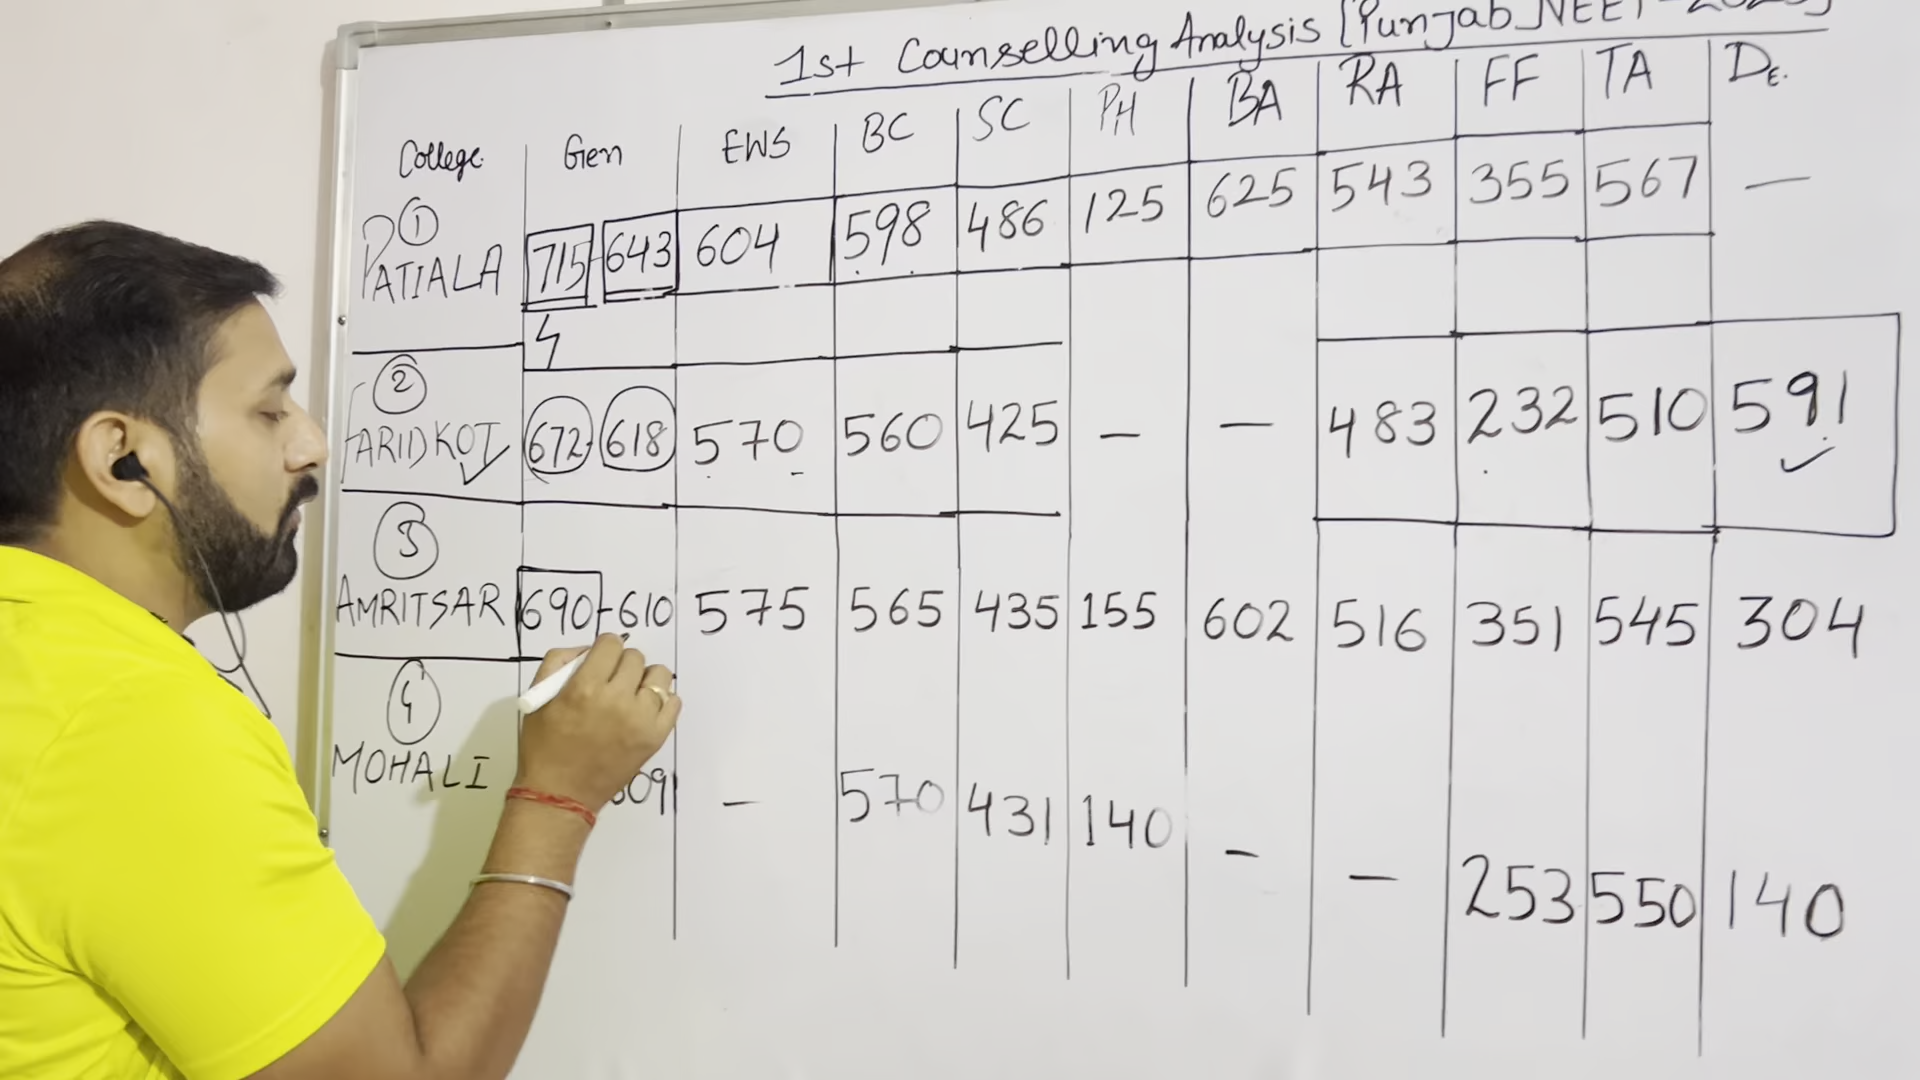 1st Counselling Analysis [Punjab NEET-
College Gen EWS BC SC PH BA RA FF TA DE.
① PATIALA 715-643 604 598 486 125 625 543 355 567 —
② FARIDKOT 672-618 570 560 425 — — 483 232 510 591
③ AMRITSAR 690-610 575 565 435 155 602 516 351 545 304
④ MOHALI — 570 431 140 — — 253 550 140